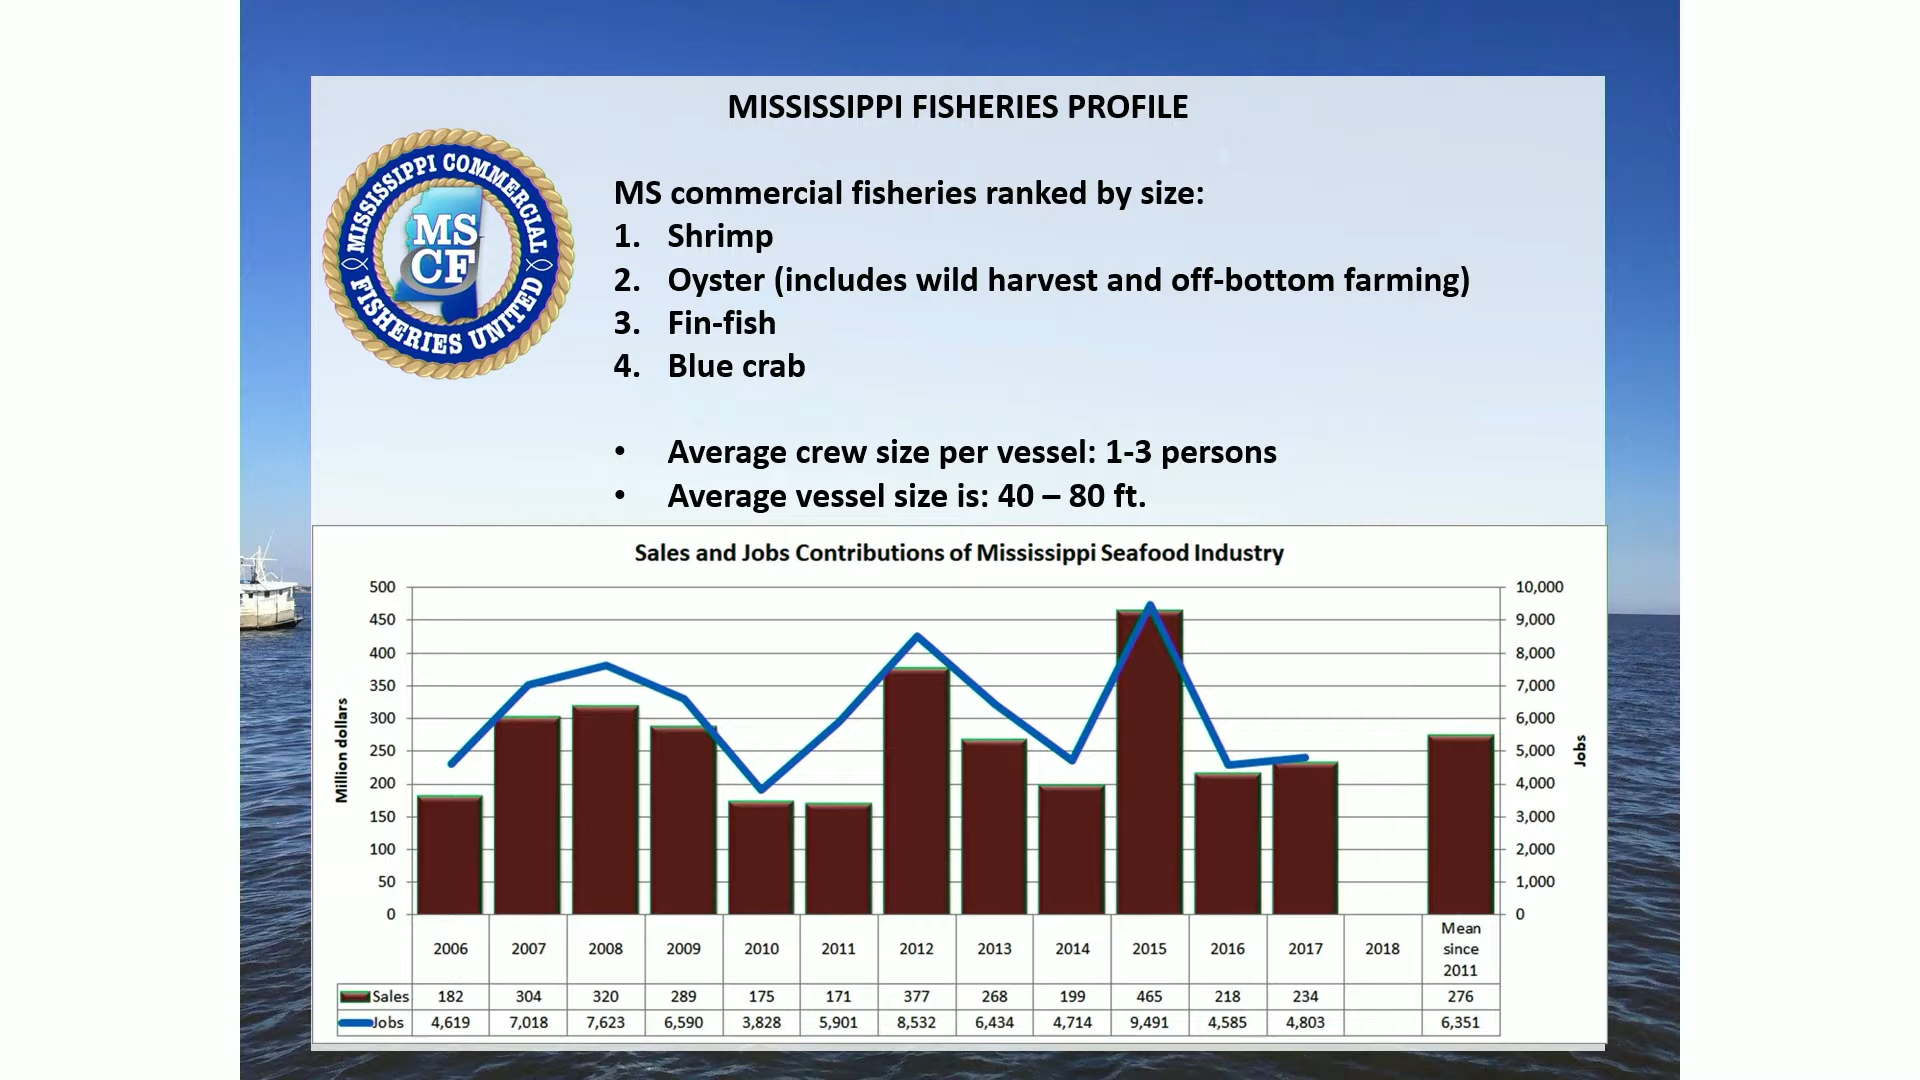 MISSISSIPPI FISHERIES PROFILE
MISSISSIPPI COMMERCIAL
MS
CF
FISHERIES UNITED
MS commercial fisheries ranked by size:
1. Shrimp
2. Oyster (includes wild harvest and off-bottom farming)
3. Fin-fish
4. Blue crab
• Average crew size per vessel: 1-3 persons
• Average vessel size is: 40 – 80 ft.
Sales and Jobs Contributions of Mississippi Seafood Industry
Million dollars
500
450
400
350
300
250
200
150
100
50
0
10,000
9,000
8,000
7,000
6,000
5,000
4,000
3,000
2,000
1,000
0
Jobs
2006 2007 2008 2009 2010 2011 2012 2013 2014 2015 2016 2017 2018 Mean
since
2011
Sales 182 304 320 289 175 171 377 268 199 465 218 234 276
Jobs 4,619 7,018 7,623 6,590 3,828 5,901 8,532 6,434 4,714 9,491 4,585 4,803 6,351